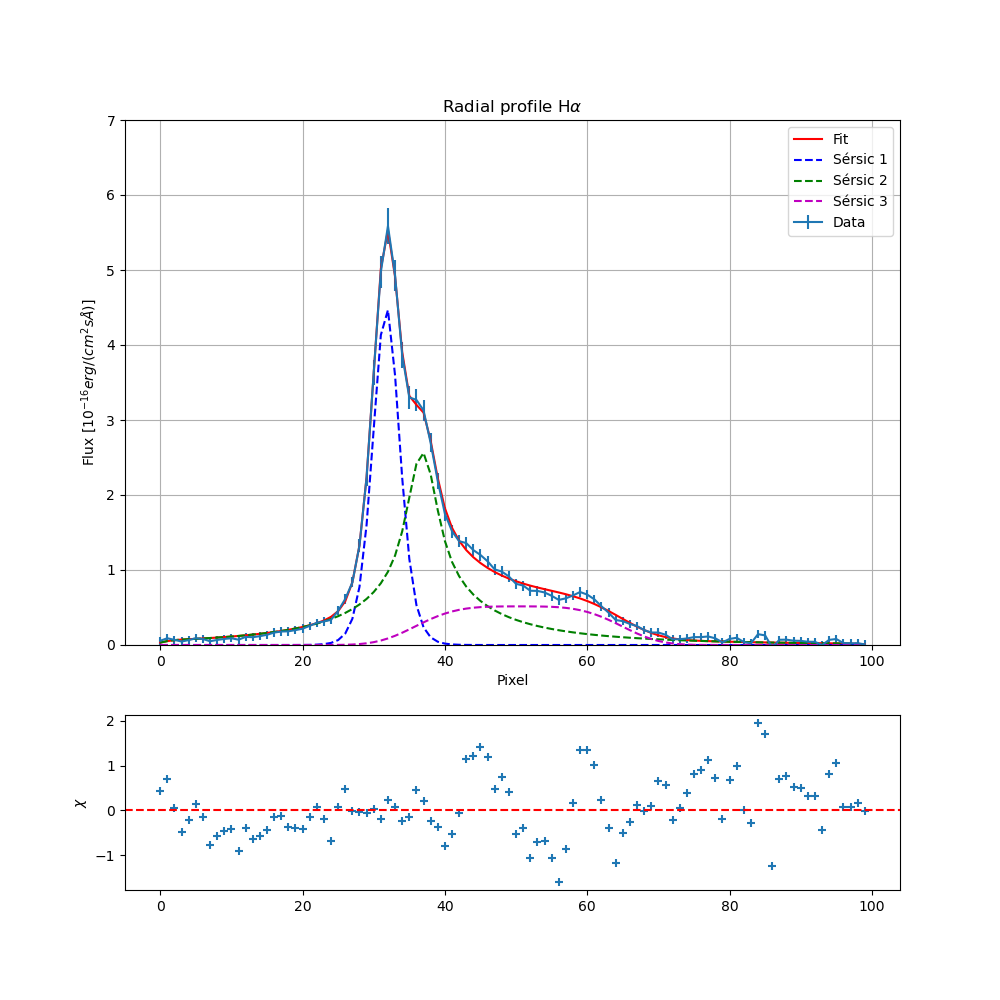 Radial profile Hα
7
6
5
4
3
2
1
0
Flux [10⁻¹⁶erg/(cm²sÅ)]
Fit
Sérsic 1
Sérsic 2
Sérsic 3
Data
0 20 40 60 80 100
Pixel
2
1
0
−1
χ
0 20 40 60 80 100